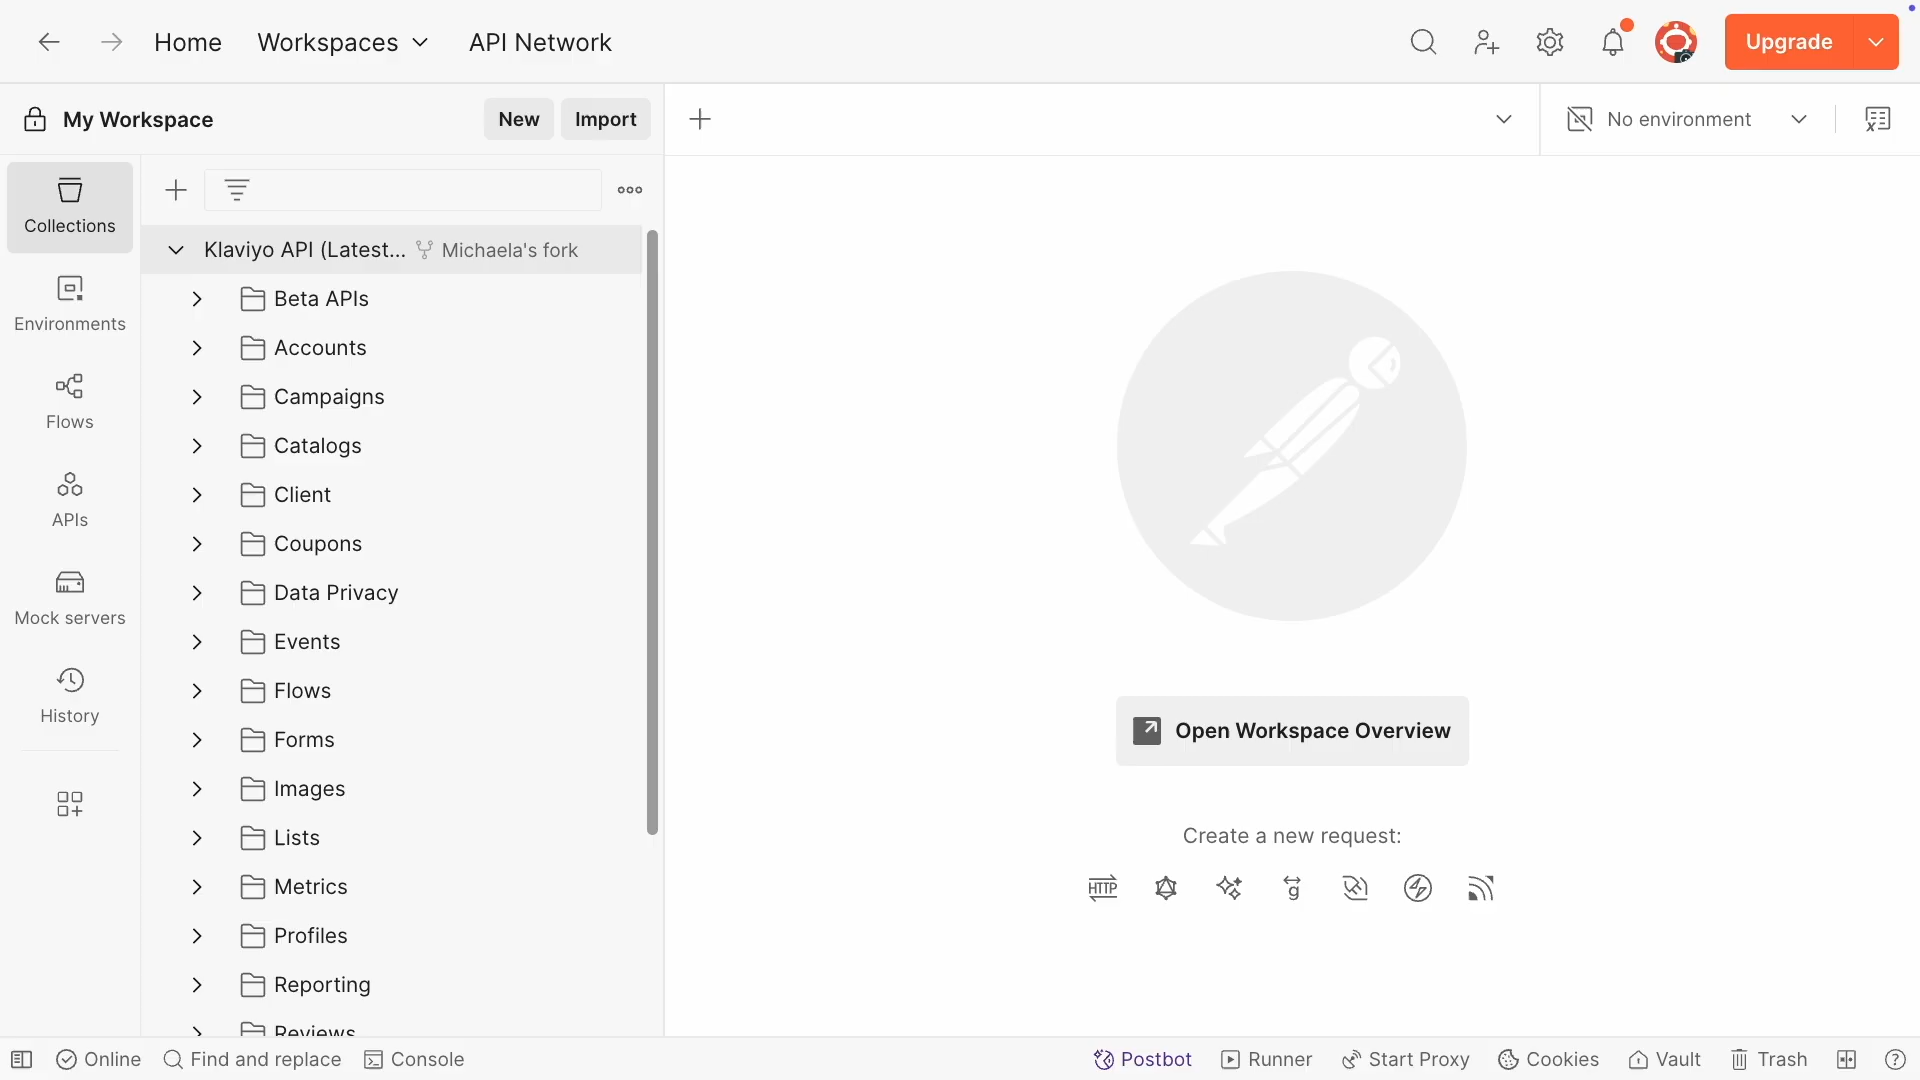 Home
Workspaces
API Network
Upgrade
My Workspace
New
Import
No environment
Collections
Environments
Flows
APIs
Mock servers
History
Klaviyo API (Latest... Michaela's fork
Beta APIs
Accounts
Campaigns
Catalogs
Client
Coupons
Data Privacy
Events
Flows
Forms
Images
Lists
Metrics
Profiles
Reporting
Reviews
Open Workspace Overview
Create a new request:
HTTP
g
Online
Find and replace
Console
Postbot
Runner
Start Proxy
Cookies
Vault
Trash